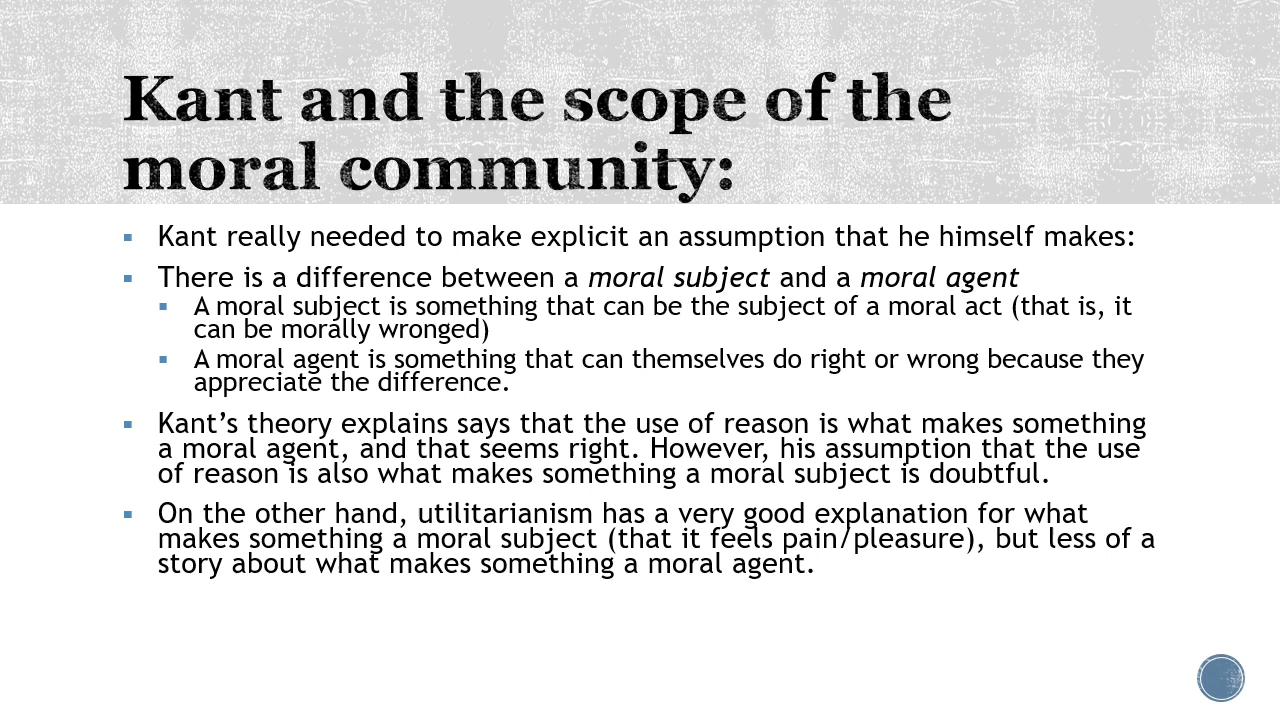 Kant and the scope of the
moral community:
▪ Kant really needed to make explicit an assumption that he himself makes:
▪ There is a difference between a moral subject and a moral agent
▪ A moral subject is something that can be the subject of a moral act (that is, it
can be morally wronged)
▪ A moral agent is something that can themselves do right or wrong because they
appreciate the difference.
▪ Kant’s theory explains says that the use of reason is what makes something
a moral agent, and that seems right. However, his assumption that the use
of reason is also what makes something a moral subject is doubtful.
▪ On the other hand, utilitarianism has a very good explanation for what
makes something a moral subject (that it feels pain/pleasure), but less of a
story about what makes something a moral agent.